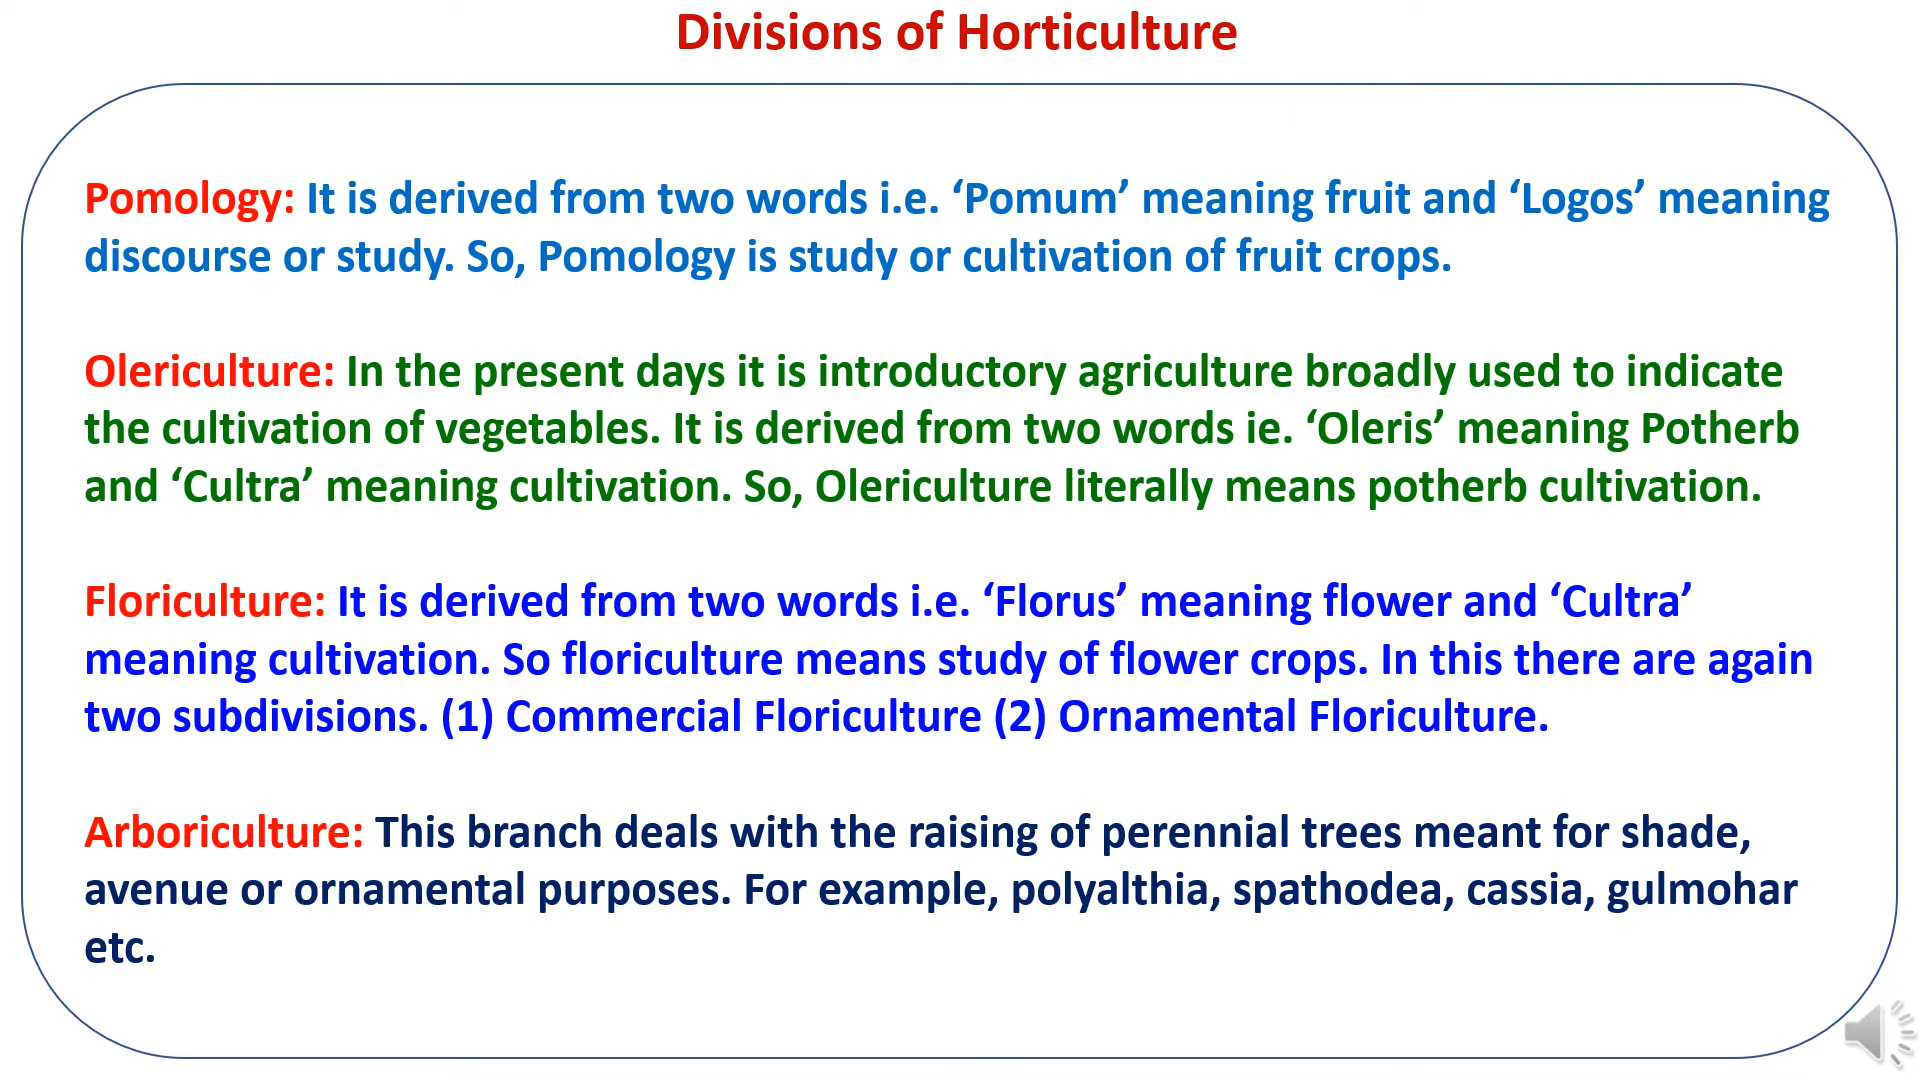 Divisions of Horticulture
Pomology: It is derived from two words i.e. ‘Pomum’ meaning fruit and ‘Logos’ meaning
discourse or study. So, Pomology is study or cultivation of fruit crops.
Olericulture: In the present days it is introductory agriculture broadly used to indicate
the cultivation of vegetables. It is derived from two words ie. ‘Oleris’ meaning Potherb
and ‘Cultra’ meaning cultivation. So, Olericulture literally means potherb cultivation.
Floriculture: It is derived from two words i.e. ‘Florus’ meaning flower and ‘Cultra’
meaning cultivation. So floriculture means study of flower crops. In this there are again
two subdivisions. (1) Commercial Floriculture (2) Ornamental Floriculture.
Arboriculture: This branch deals with the raising of perennial trees meant for shade,
avenue or ornamental purposes. For example, polyalthia, spathodea, cassia, gulmohar
etc.